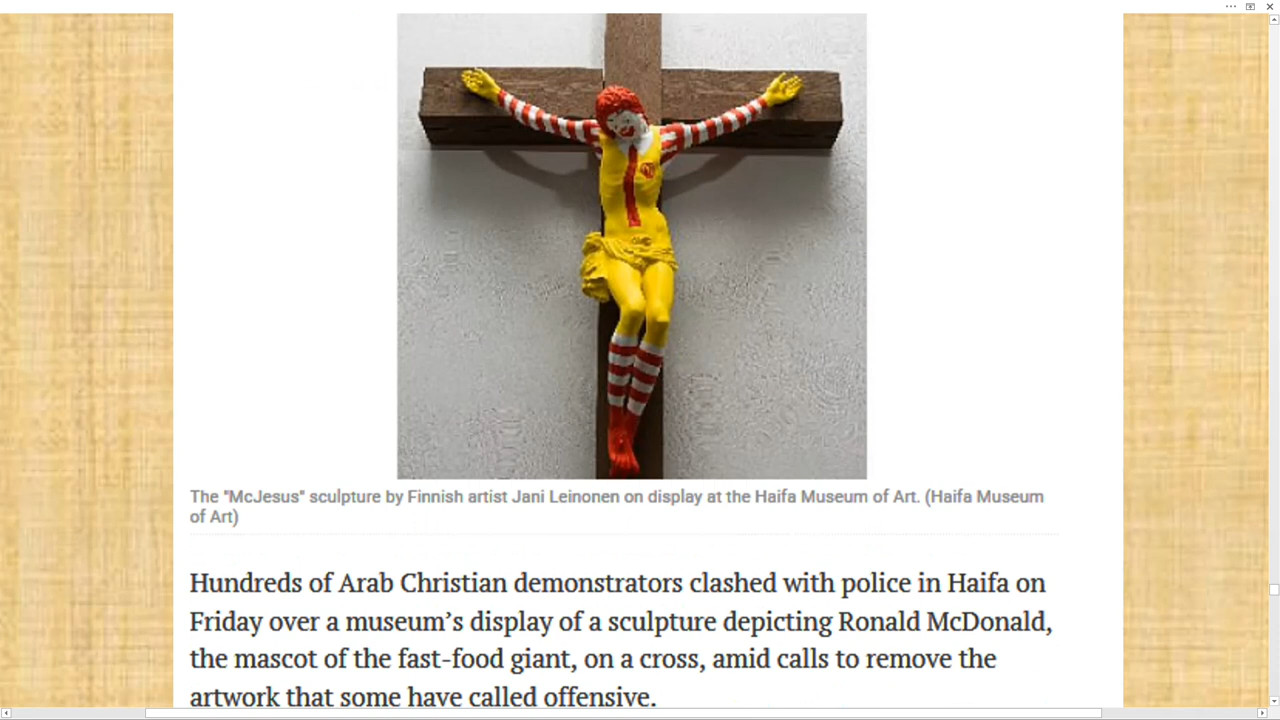 The "McJesus" sculpture by Finnish artist Jani Leinonen on display at the Haifa Museum of Art. (Haifa Museum
of Art)
Hundreds of Arab Christian demonstrators clashed with police in Haifa on
Friday over a museum’s display of a sculpture depicting Ronald McDonald,
the mascot of the fast-food giant, on a cross, amid calls to remove the
artwork that some have called offensive.